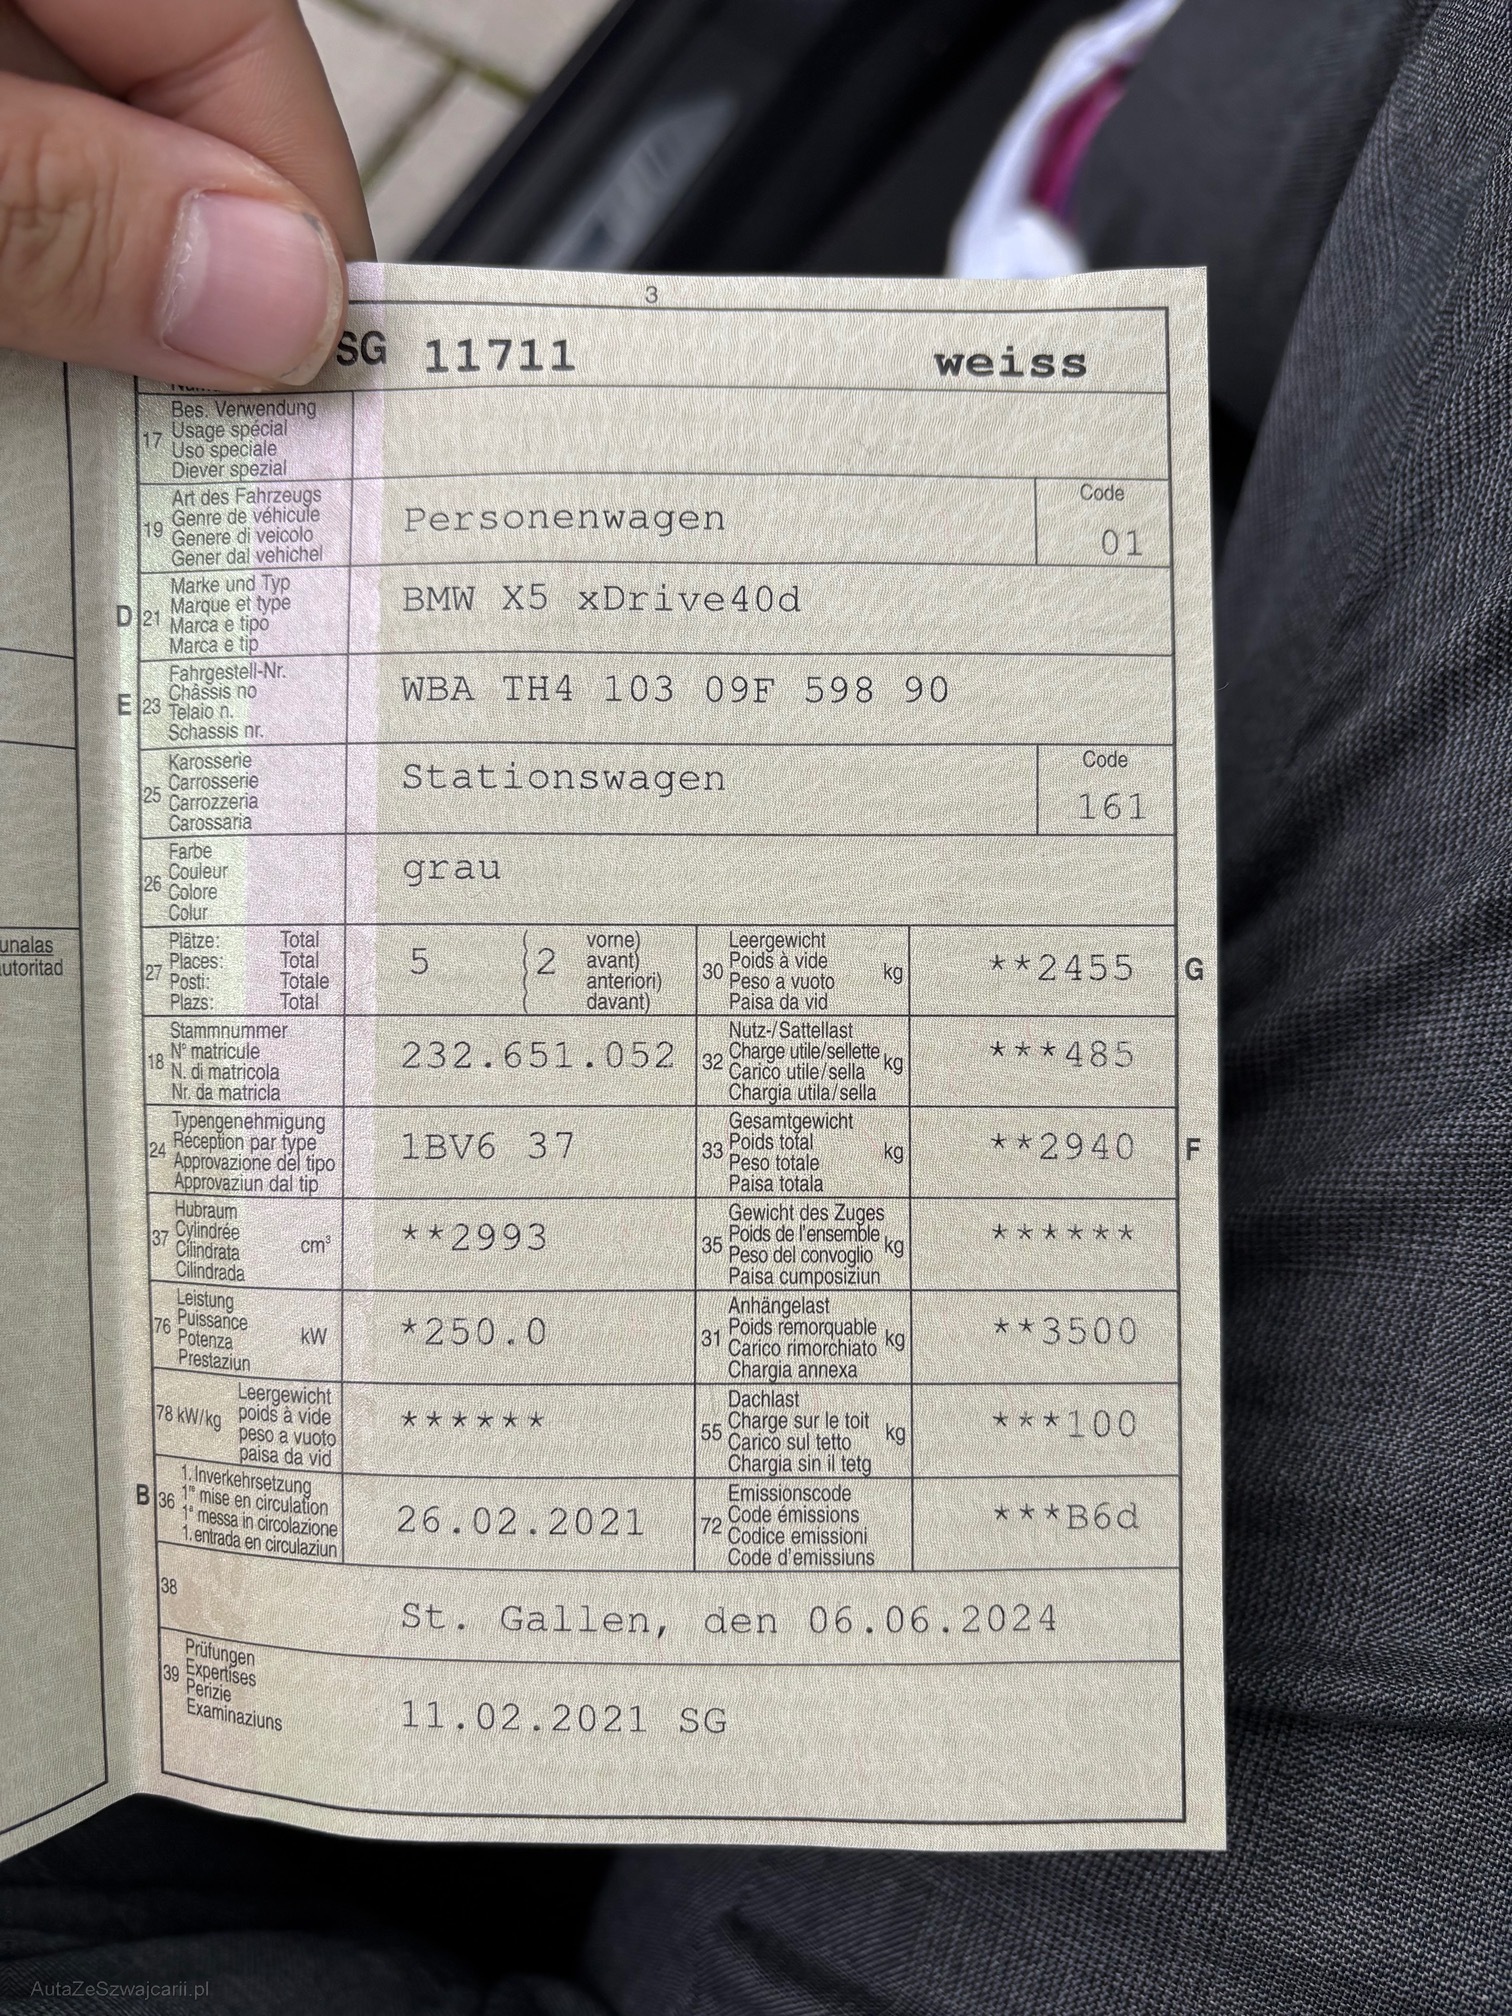 3
SG 11711 weiss
17 Bes. Verwendung
Usage spécial
Uso speciale
Diever spezial
19 Art des Fahrzeugs
Genre de véhicule
Genere di veicolo
Gener dal vehichel
Personenwagen
Code
01
D 21 Marke und Typ
Marque et type
Marca e tipo
Marca e tip
BMW X5 xDrive40d
E 23 Fahrgestell-Nr.
Châssis no
Telaio n.
Schassis nr.
WBA TH4 103 09F 598 90
25 Karosserie
Carrosserie
Carrozzeria
Carossaria
Stationswagen
Code
161
26 Farbe
Couleur
Colore
Colur
grau
unalas
utoritad
27 Plätze: Total
Places: Total
Posti: Totale
Plazs: Total
5 (2 vorne)
avant)
anteriori)
davant)
30 Leergewicht
Poids à vide
Peso a vuoto
Paisa da vid
kg
**2455 G
18 Stammnummer
N° matricule
N. di matricola
Nr. da matricla
232.651.052
32 Nutz-/Sattellast
Charge utile/sellette
Carico utile/sella
Chargia utila/sella
kg
***485
24 Typengenehmigung
Réception par type
Approvazione del tipo
Approvaziun dal tip
1BV6 37
33 Gesamtgewicht
Poids total
Peso totale
Paisa totala
kg
**2940 F
37 Hubraum
Cylindrée
Cilindrata
Cilindrada
cm³
**2993
35 Gewicht des Zuges
Poids de l'ensemble
Peso del convoglio
Paisa cumposiziun
kg
******
76 Leistung
Puissance
Potenza
Prestaziun
kW
*250.0
31 Anhängelast
Poids remorquable
Carico rimorchiato
Chargia annexa
kg
**3500
78 kW/kg Leergewicht
poids à vide
peso a vuoto
paisa da vid
******
55 Dachlast
Charge sur le toit
Carico sul tetto
Chargia sin il tetg
kg
***100
B 36 1. Inverkehrsetzung
1re mise en circulation
1a messa in circolazione
1. entrada en circulaziun
26.02.2021
72 Emissionscode
Code émissions
Codice emissioni
Code d'emissiuns
***B6d
38
St. Gallen, den 06.06.2024
39 Prüfungen
Expertises
Perizie
Examinaziuns
11.02.2021 SG
AutaZeSzwajcarii.pl